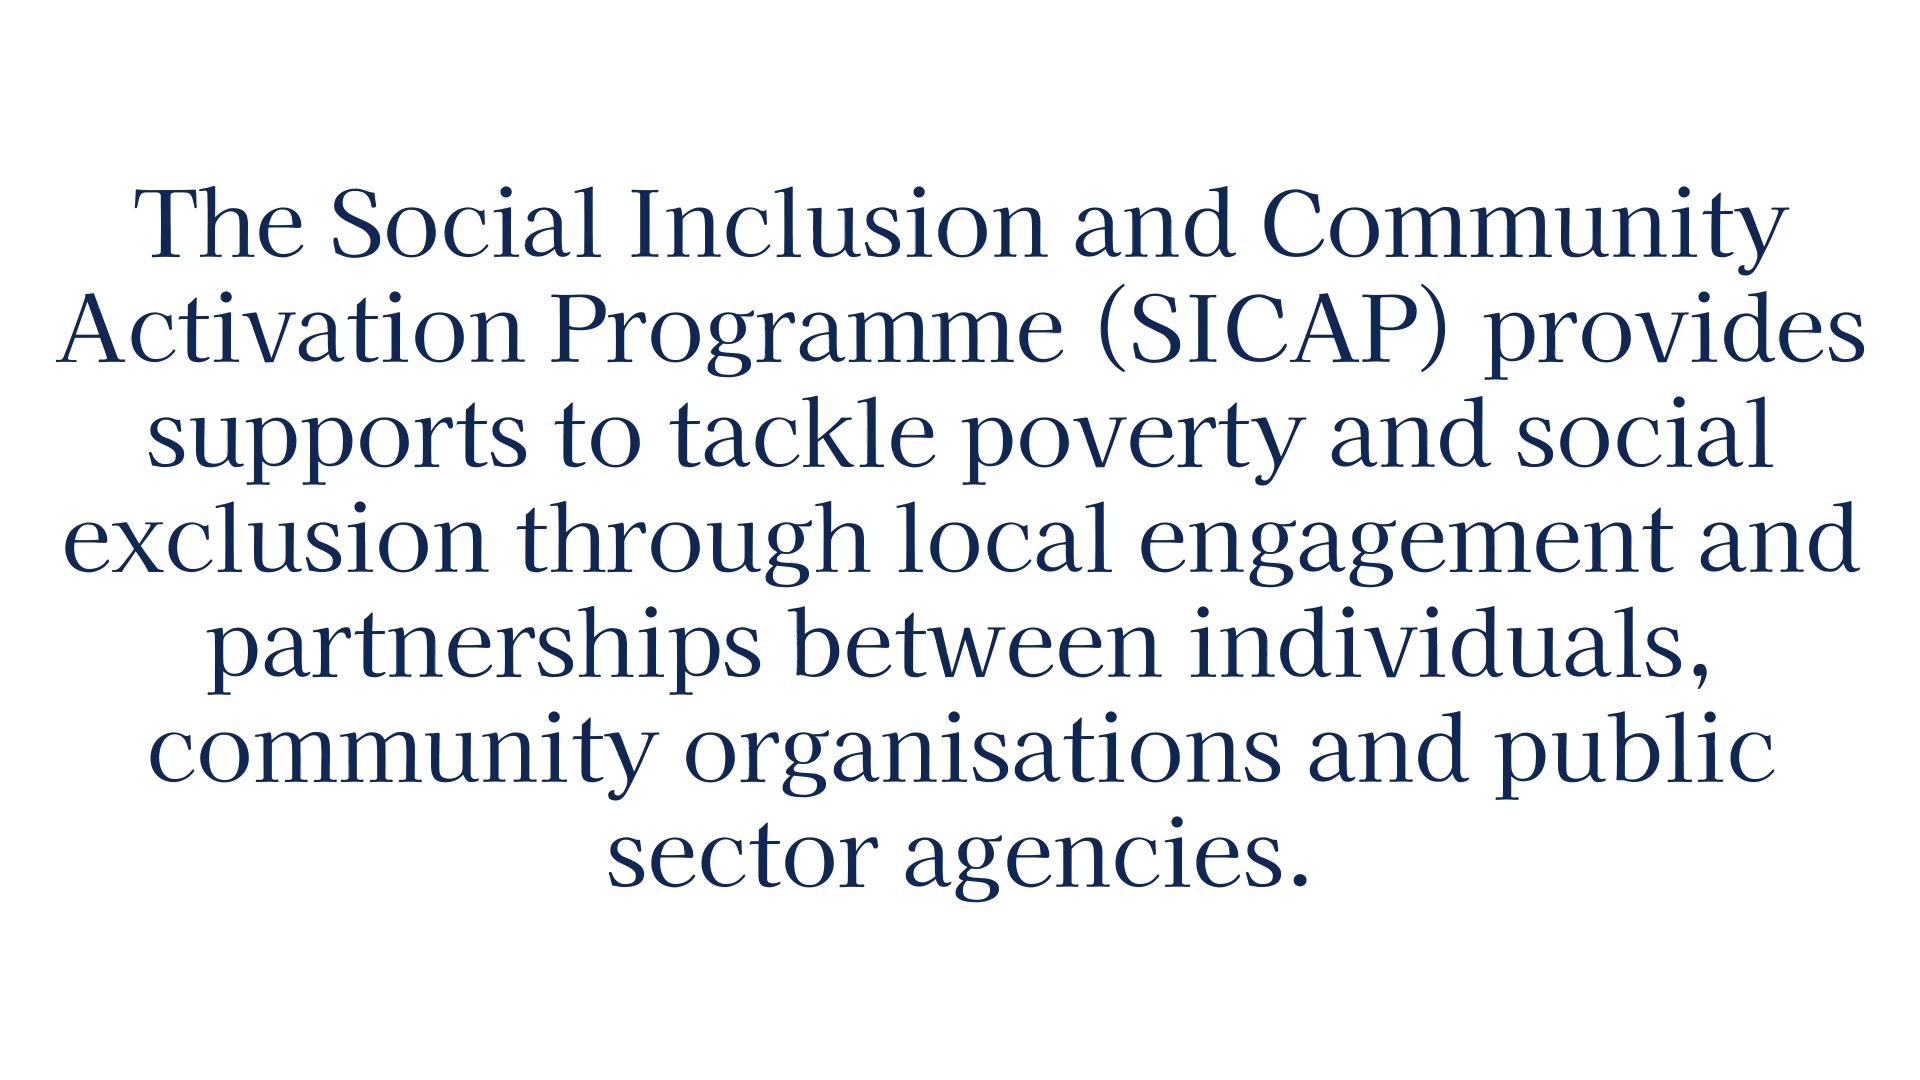 The Social Inclusion and Community
Activation Programme (SICAP) provides
supports to tackle poverty and social
exclusion through local engagement and
partnerships between individuals,
community organisations and public
sector agencies.